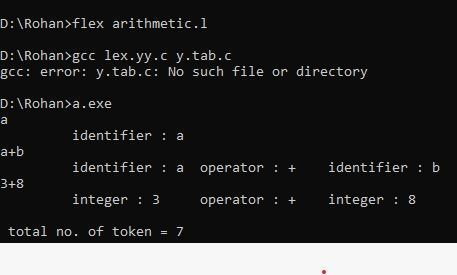 D:\Rohan>flex arithmetic.l
D:\Rohan>gcc lex.yy.c y.tab.c
gcc: error: y.tab.c: No such file or directory
D:\Rohan>a.exe
a
identifier : a
a+b
identifier : a operator : + identifier : b
3+8
integer : 3 operator : + integer : 8
total no. of token = 7